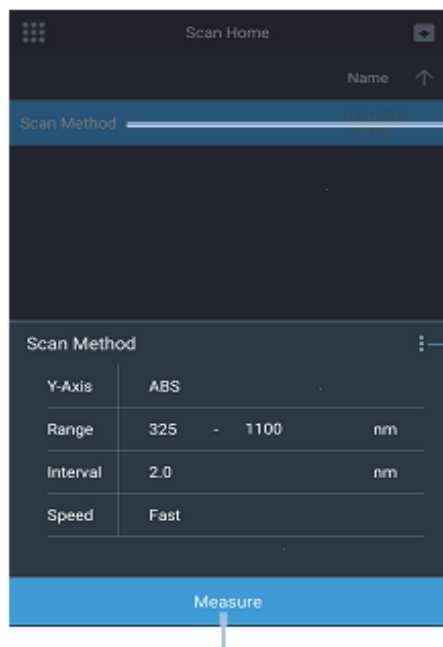 Scan Home
Name
Scan Method
Scan Method
Y-Axis ABS
Range 325 - 1100 nm
Interval 2.0 nm
Speed Fast
Measure